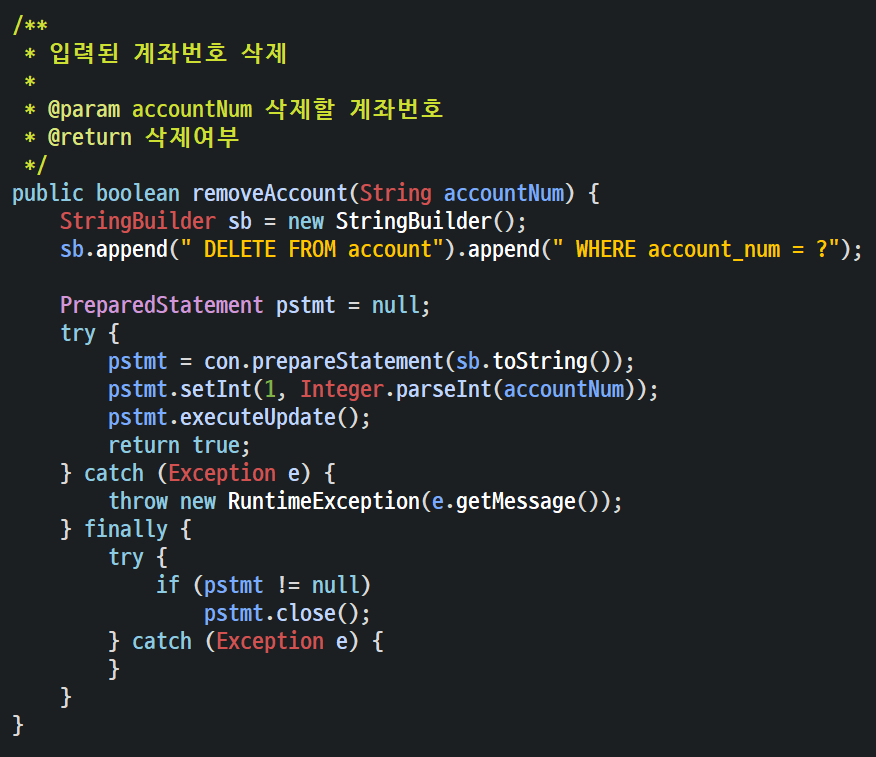 /**
 * 입력된 계좌번호 삭제
 *
 * @param accountNum 삭제할 계좌번호
 * @return 삭제여부
 */
public boolean removeAccount(String accountNum) {
    StringBuilder sb = new StringBuilder();
    sb.append(" DELETE FROM account").append(" WHERE account_num = ?");

    PreparedStatement pstmt = null;
    try {
        pstmt = con.prepareStatement(sb.toString());
        pstmt.setInt(1, Integer.parseInt(accountNum));
        pstmt.executeUpdate();
        return true;
    } catch (Exception e) {
        throw new RuntimeException(e.getMessage());
    } finally {
        try {
            if (pstmt != null)
                pstmt.close();
        } catch (Exception e) {
        }
    }
}